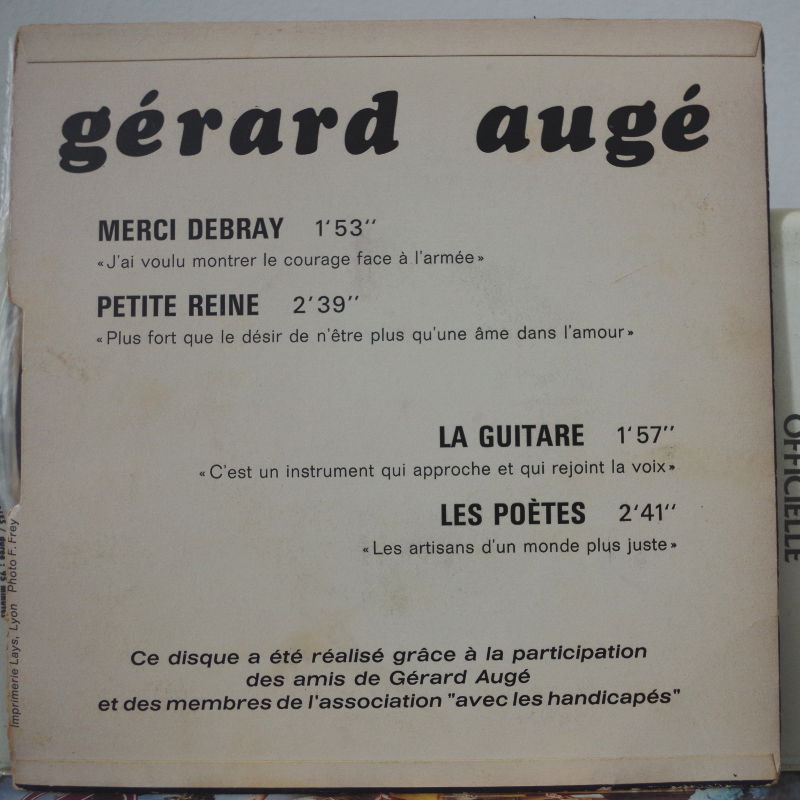 gérard augé
MERCI DEBRAY 1'53''
«J'ai voulu montrer le courage face à l'armée»
PETITE REINE 2'39''
«Plus fort que le désir de n'être plus qu'une âme dans l'amour»
LA GUITARE 1'57''
«C'est un instrument qui approche et qui rejoint la voix»
LES POÈTES 2'41''
«Les artisans d'un monde plus juste»
Ce disque a été réalisé grâce à la participation
des amis de Gérard Augé
et des membres de l'association "avec les handicapés"
Imprimerie Lays, Lyon Photo F. Frey
OFFICIELLE